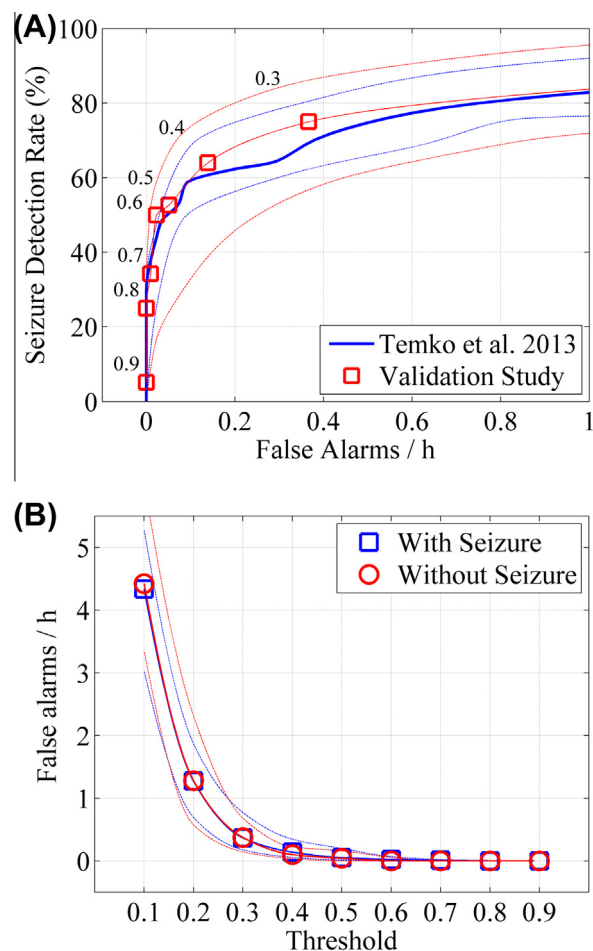 (A)
Seizure Detection Rate (%)
100
80
60
40
20
0
0.3
0.4
0.5
0.6
0.7
0.8
0.9
Temko et al. 2013
Validation Study
0 0.2 0.4 0.6 0.8 1
False Alarms / h
(B)
False alarms / h
5
4
3
2
1
0
With Seizure
Without Seizure
0.1 0.2 0.3 0.4 0.5 0.6 0.7 0.8 0.9
Threshold